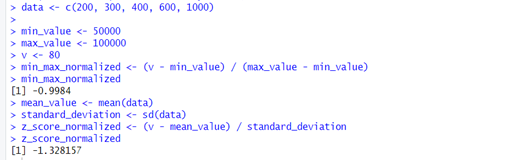 > data <- c(200, 300, 400, 600, 1000)
>
> min_value <- 50000
> max_value <- 100000
> v <- 80
> min_max_normalized <- (v - min_value) / (max_value - min_value)
> min_max_normalized
[1] -0.9984
> mean_value <- mean(data)
> standard_deviation <- sd(data)
> z_score_normalized <- (v - mean_value) / standard_deviation
> z_score_normalized
[1] -1.328157